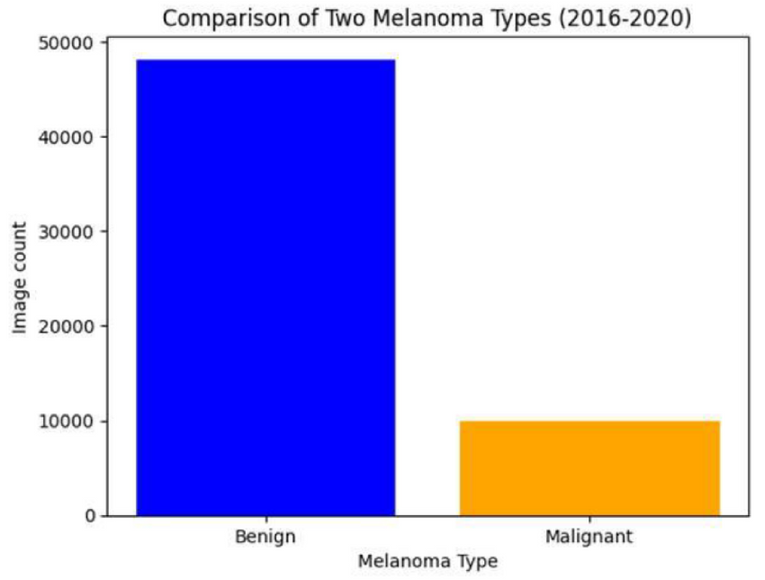 Comparison of Two Melanoma Types (2016-2020)
50000
40000
30000
20000
10000
0
Image count
Benign
Malignant
Melanoma Type